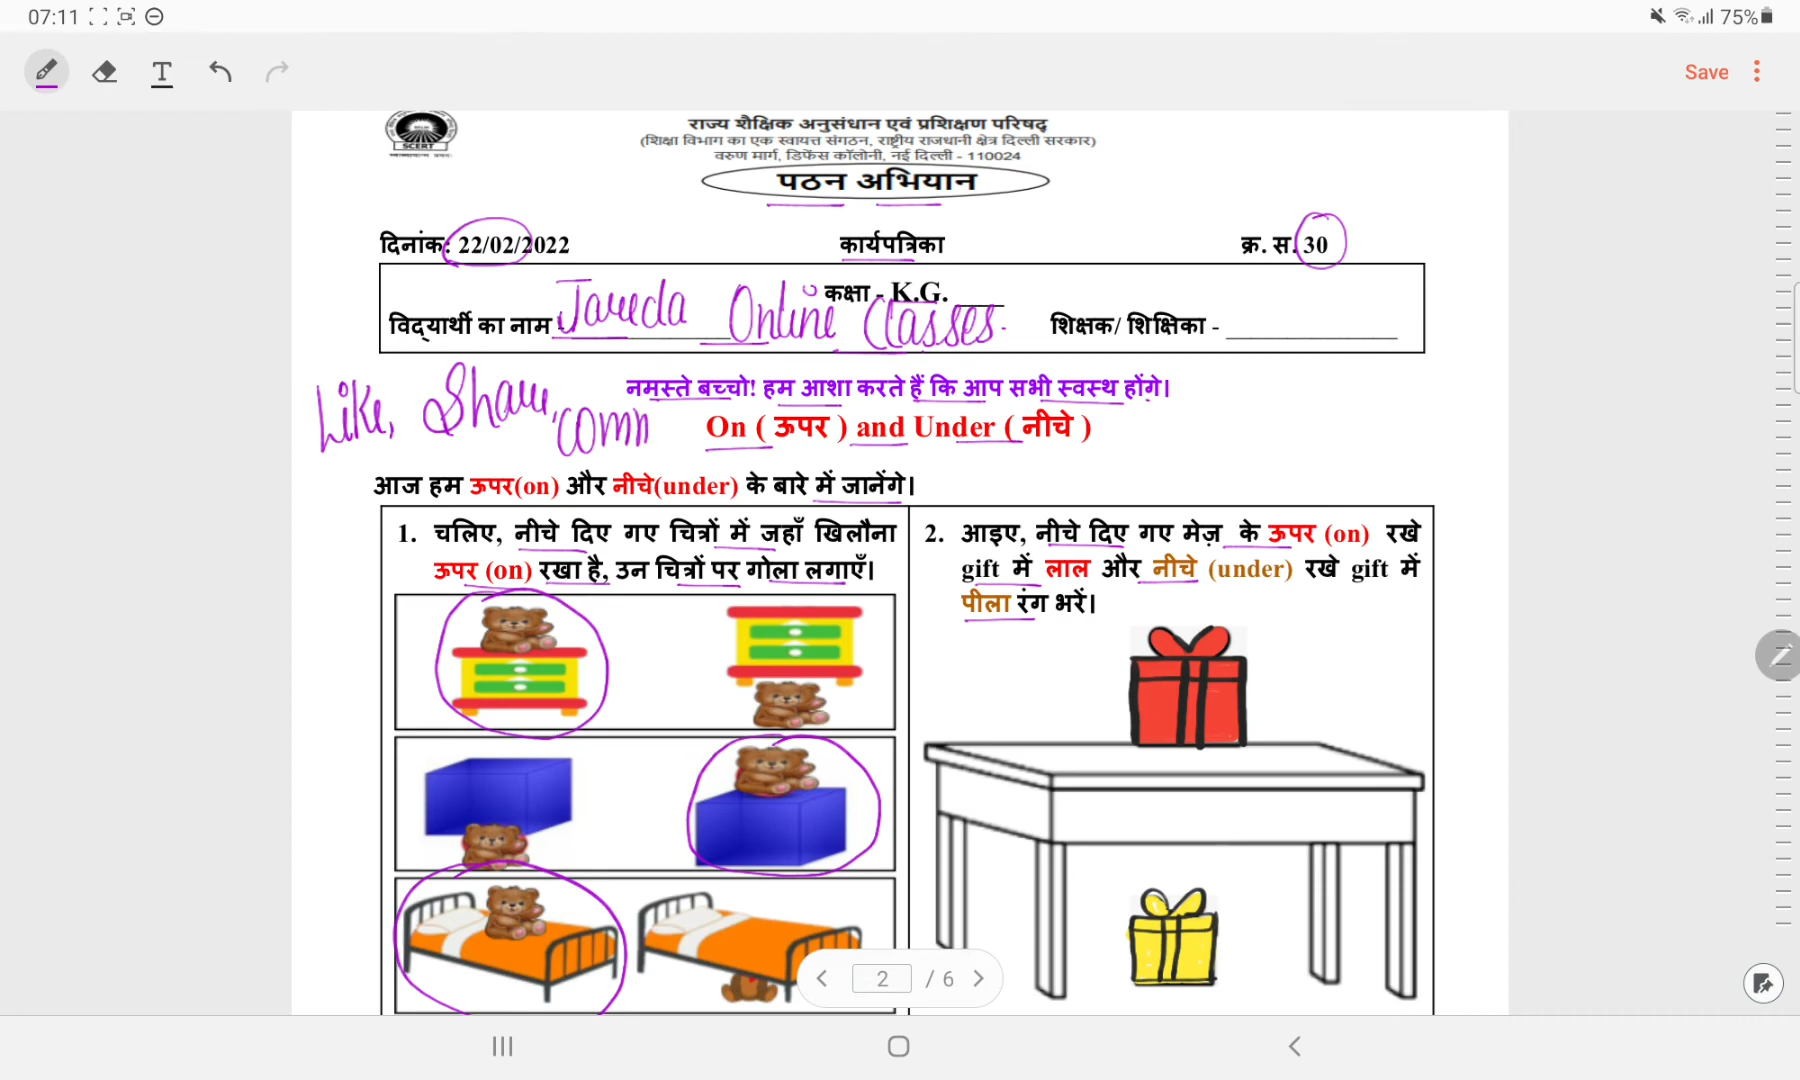 07:11
75%
T
Save
SCERT
राज्य शैक्षिक अनुसंधान एवं प्रशिक्षण परिषद्
(शिक्षा विभाग का एक स्वायत्त संगठन, राष्ट्रीय राजधानी क्षेत्र दिल्ली सरकार)
वरुण मार्ग, डिफेंस कॉलोनी, नई दिल्ली - 110024
पठन अभियान
दिनांक: 22/02/2022 कार्यपत्रिका क्र. स. 30
कक्षा - K.G.
विद्यार्थी का नाम - Online Classes. शिक्षक/ शिक्षिका -
Like, Share, comn
नमस्ते बच्चो! हम आशा करते हैं कि आप सभी स्वस्थ होंगे।
On ( ऊपर ) and Under ( नीचे )
आज हम ऊपर(on) और नीचे(under) के बारे में जानेंगे।
1. चलिए, नीचे दिए गए चित्रों में जहाँ खिलौना
ऊपर (on) रखा है, उन चित्रों पर गोला लगाएँ।
2. आइए, नीचे दिए गए मेज़ के ऊपर (on) रखे
gift में लाल और नीचे (under) रखे gift में
पीला रंग भरें।
2 / 6